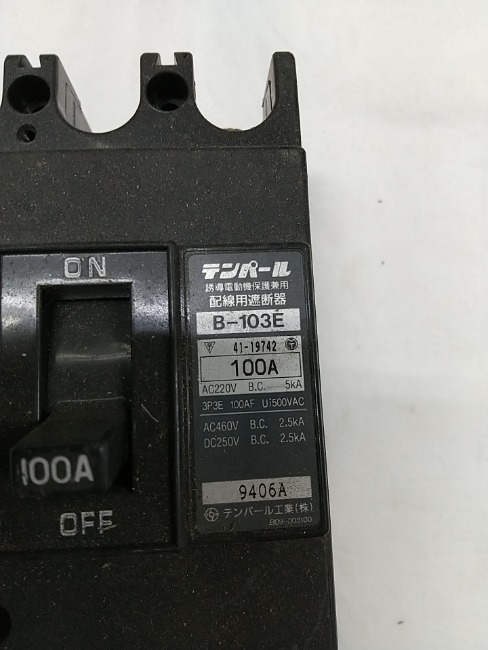 ON
100A
OFF
テンパール
誘導電動機保護兼用
配線用遮断器
B-103E
41-19742
100A
AC220V B.C. 5kA
3P3E 100AF Ui500VAC
AC460V B.C. 2.5kA
DC250V B.C. 2.5kA
9406A
テンパール工業(株)
B09-003100